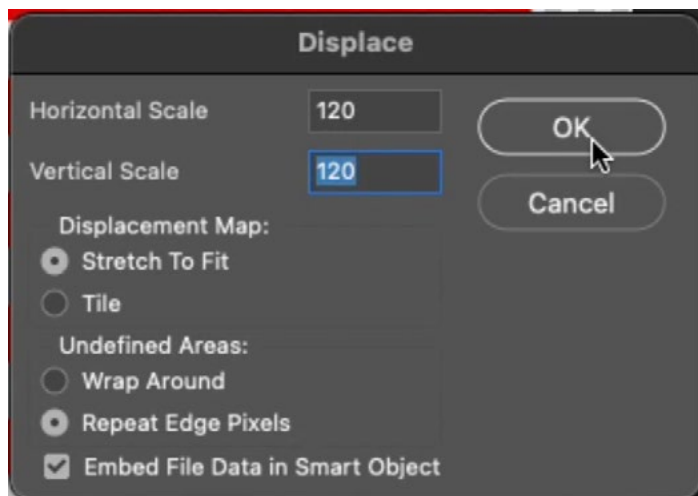 Displace
Horizontal Scale 120
OK
Vertical Scale 120
Cancel
Displacement Map:
Stretch To Fit
Tile
Undefined Areas:
Wrap Around
Repeat Edge Pixels
Embed File Data in Smart Object